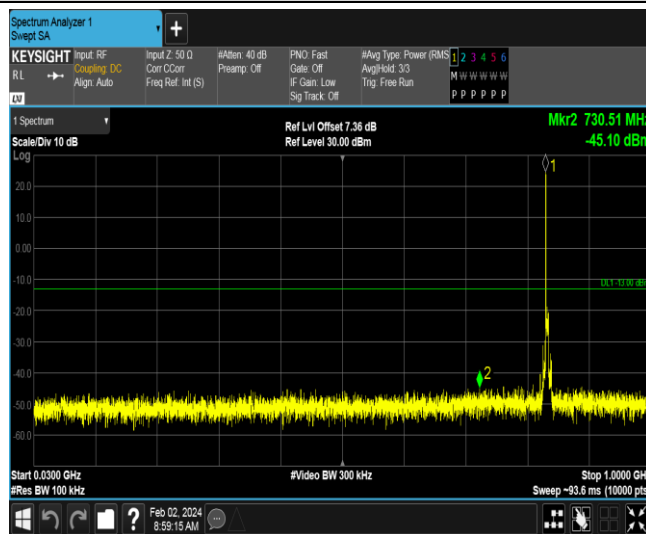 Spectrum Analyzer 1
Swept SA
+
KEYSIGHT
RL
LXI
Input: RF
Coupling: DC
Align: Auto
Input Z: 50 Ω
Corr CCorr
Freq Ref: Int (S)
#Atten: 40 dB
Preamp: Off
PNO: Fast
Gate: Off
IF Gain: Low
Sig Track: Off
#Avg Type: Power (RMS
Avg|Hold: 3/3
Trig: Free Run
1 2 3 4 5 6
M W W W W W
P P P P P P
1 Spectrum
Scale/Div 10 dB
Ref Lvl Offset 7.36 dB
Ref Level 30.00 dBm
Mkr2 730.51 MHz
-45.10 dBm
Log
1
20.0
10.0
0.00
-10.0
DL1 -13.00 dBm
-20.0
-30.0
-40.0
2
-50.0
-60.0
Start 0.0300 GHz
#Video BW 300 kHz
Stop 1.0000 GH
#Res BW 100 kHz
Sweep ~93.6 ms (10000 pts
?
Feb 02, 2024
8:59:15 AM